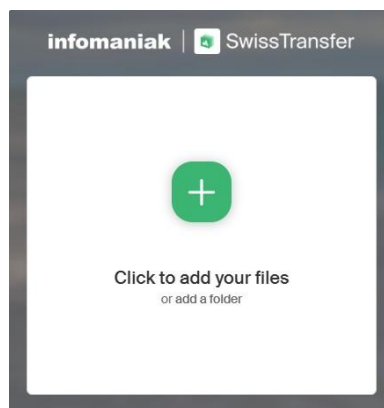 infomaniak | SwissTransfer
Click to add your files
or add a folder